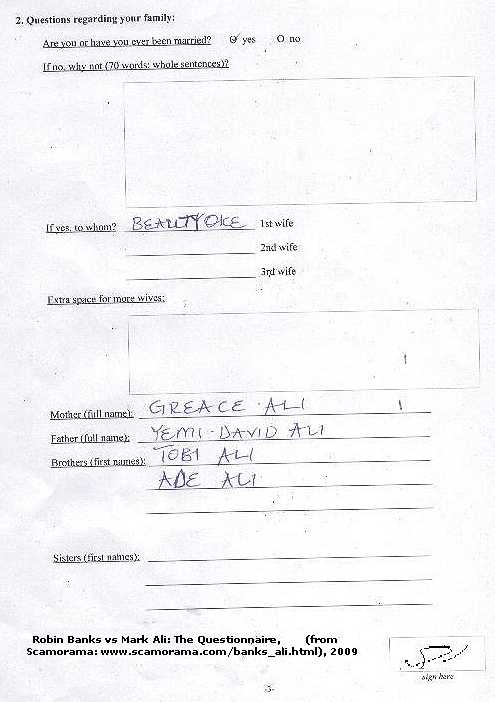 2. Questions regarding your family:
Are you or have you ever been married? O yes O no
If no, why not (70 words; whole sentences)?
If yes, to whom? BEAUTY OKE 1st wife
2nd wife
3rd wife
Extra space for more wives:
Mother (full name): GREACE ALI
Father (full name): YEMI-DAVID ALI
Brothers (first names): TOBI ALI
ADE ALI
Sisters (first names):
Robin Banks vs Mark Ali: The Questionnaire, (from
Scamorama: www.scamorama.com/banks_ali.html), 2009
sign here
-3-